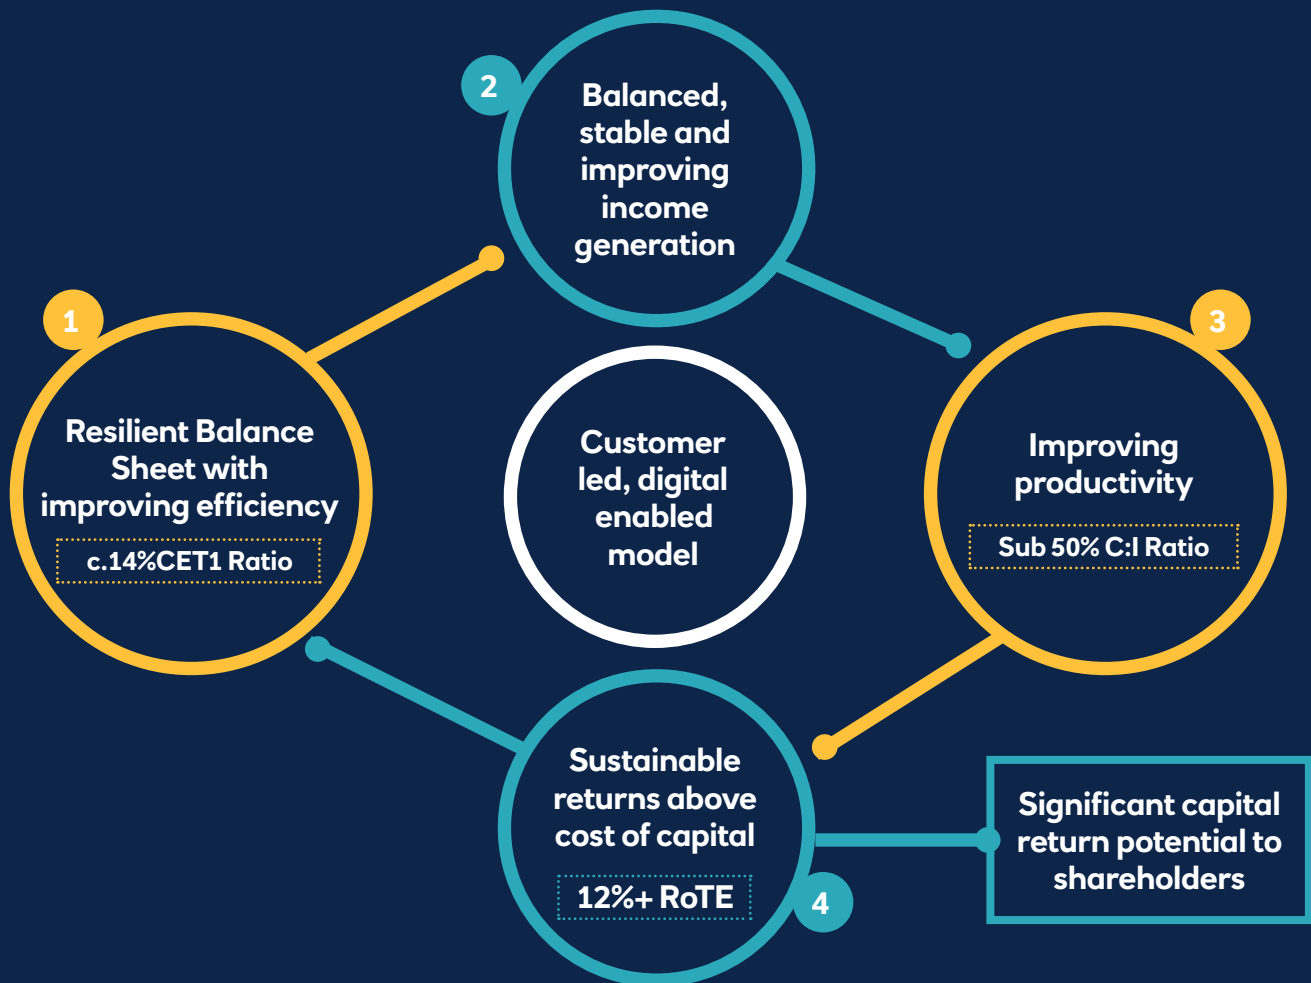 1
Resilient Balance
Sheet with
improving efficiency
c.14%CET1 Ratio
2
Balanced,
stable and
improving
income
generation
3
Improving
productivity
Sub 50% C:I Ratio
Customer
led, digital
enabled
model
4
Sustainable
returns above
cost of capital
12%+ RoTE
Significant capital
return potential to
shareholders